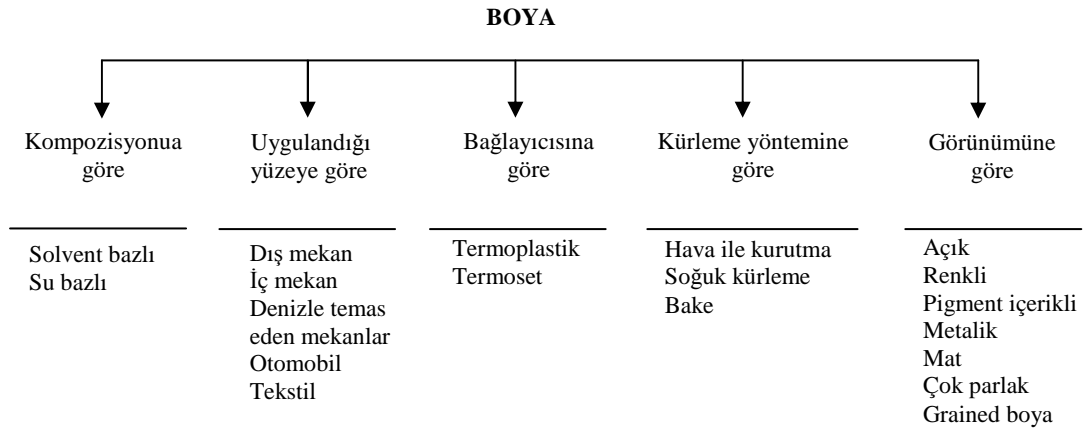 BOYA
Kompozisyonua
göre
Uygulandığı
yüzeye göre
Bağlayıcısına
göre
Kürleme yöntemine
göre
Görünümüne
göre
Solvent bazlı
Su bazlı
Dış mekan
İç mekan
Denizle temas
eden mekanlar
Otomobil
Tekstil
Termoplastik
Termoset
Hava ile kurutma
Soğuk kürleme
Bake
Açık
Renkli
Pigment içerikli
Metalik
Mat
Çok parlak
Grained boya